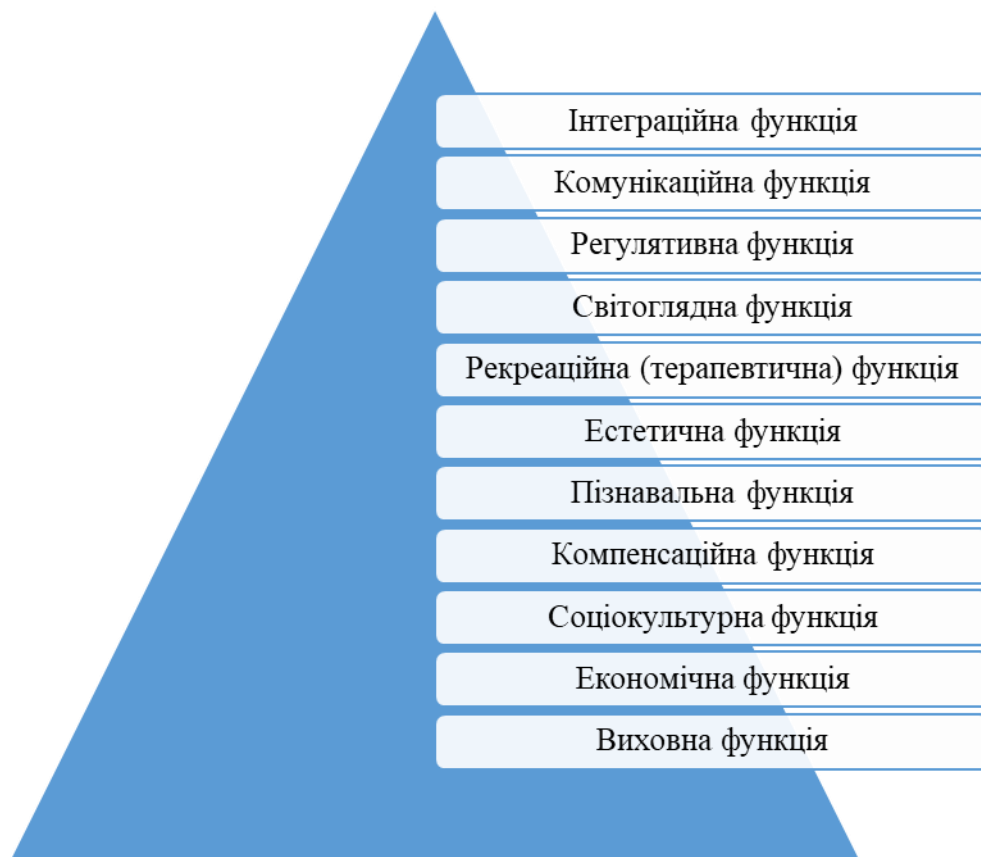 Інтеграційна функція
Комунікаційна функція
Регулятивна функція
Світоглядна функція
Рекреаційна (терапевтична) функція
Естетична функція
Пізнавальна функція
Компенсаційна функція
Соціокультурна функція
Економічна функція
Виховна функція